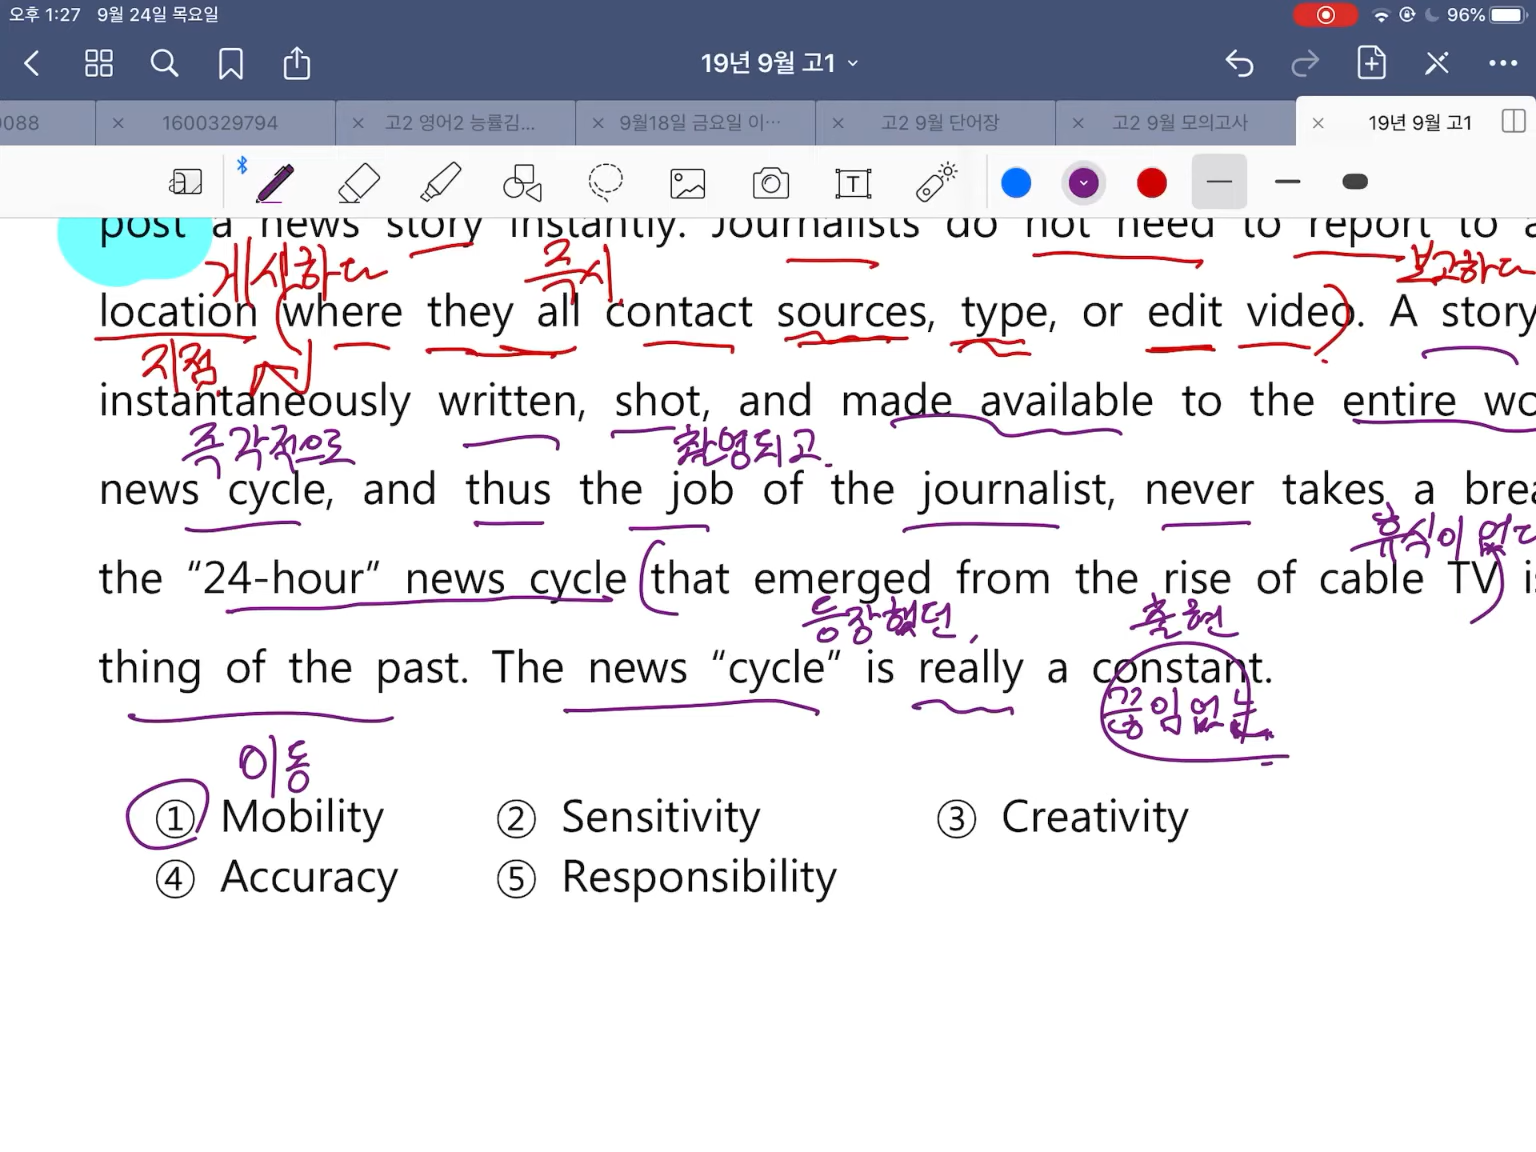 오후 1:27 9월 24일 목요일 96%
19년 9월 고1
0088 × 1600329794 × 고2 영어2 능률김... × 9월18일 금요일 이... × 고2 9월 단어장 × 고2 9월 모의고사 × 19년 9월 고1
post a news story instantly. Journalists do not need to report to a
게시하다 즉시 보고하다
location (where they all contact sources, type, or edit video). A story
지점
instantaneously written, shot, and made available to the entire wo
즉각적으로 촬영되고
news cycle, and thus the job of the journalist, never takes a brea
휴식이 없다
the “24-hour” news cycle (that emerged from the rise of cable TV) is
등장했던, 출현
thing of the past. The news “cycle” is really a constant.
끊임없는
이동
① Mobility ② Sensitivity ③ Creativity
④ Accuracy ⑤ Responsibility